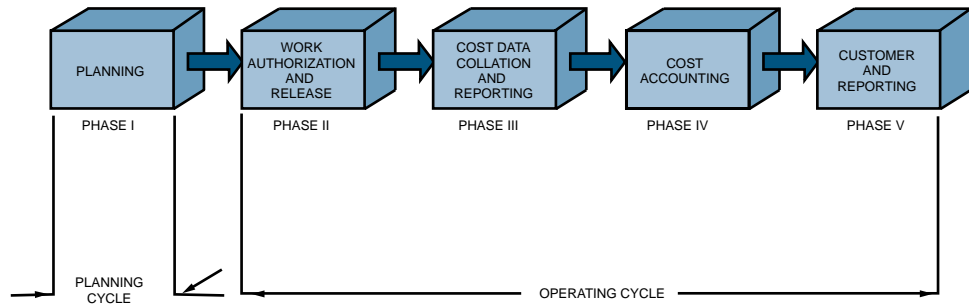 PLANNING
WORK
AUTHORIZATION
AND
RELEASE
COST DATA
COLLATION
AND
REPORTING
COST
ACCOUNTING
CUSTOMER
AND
REPORTING
PHASE I
PHASE II
PHASE III
PHASE IV
PHASE V
PLANNING
CYCLE
OPERATING CYCLE